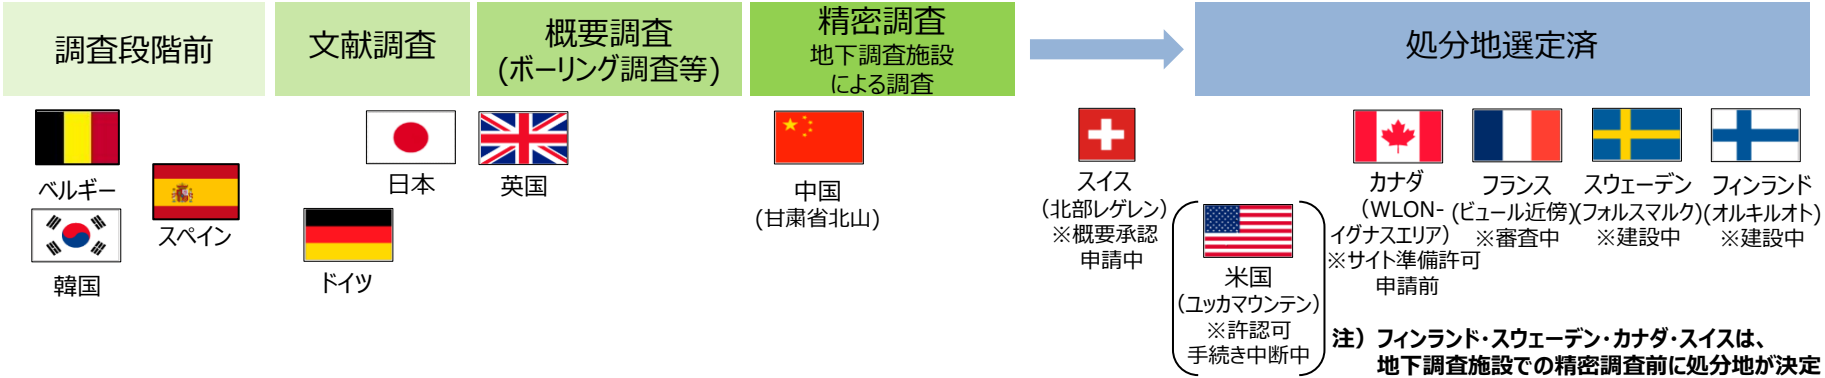 調査段階前
文献調査
概要調査
(ボーリング調査等)
精密調査
地下調査施設
による調査
処分地選定済
ベルギー
スペイン
韓国
日本
ドイツ
英国
中国
(甘粛省北山)
スイス
(北部レゲレン)
※概要承認
申請中
米国
(ユッカマウンテン)
※許認可
手続き中断中
カナダ
(WLON-
イグナスエリア)
※サイト準備許可
申請前
フランス
(ビュール近傍)
※審査中
スウェーデン
(フォルスマルク)
※建設中
フィンランド
(オルキルオト)
※建設中
注）フィンランド・スウェーデン・カナダ・スイスは、
地下調査施設での精密調査前に処分地が決定